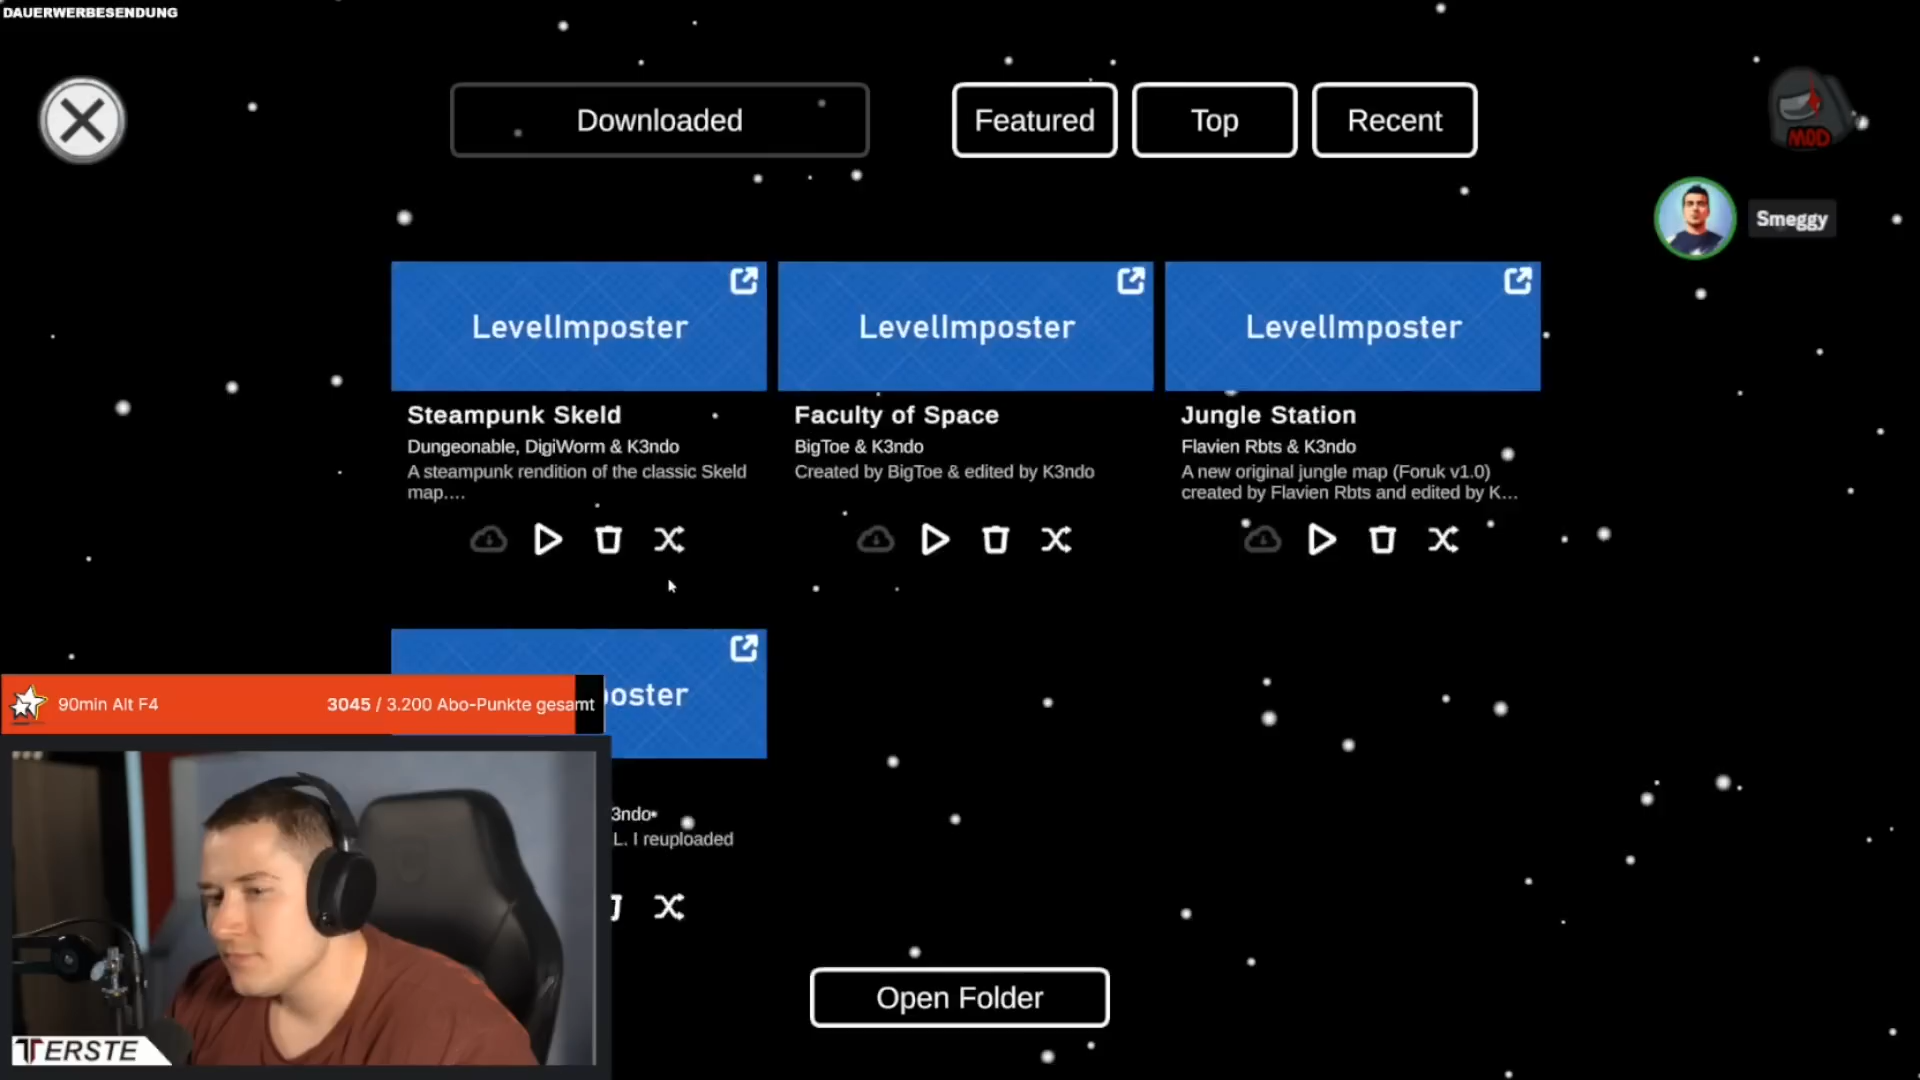 DAUERWERBESENDUNG
Downloaded
Featured
Top
Recent
MOD
Smeggy
LevelImposter
LevelImposter
LevelImposter
Steampunk Skeld
Dungeonable, DigiWorm & K3ndo
A steampunk rendition of the classic Skeld
map....
Faculty of Space
BigToe & K3ndo
Created by BigToe & edited by K3ndo
Jungle Station
Flavien Rbts & K3ndo
A new original jungle map (Foruk v1.0)
created by Flavien Rbts and edited by K...
90min Alt F4
3045 / 3.200 Abo-Punkte gesamt
oster
3ndo
L. I reuploaded
TERSTE
Open Folder